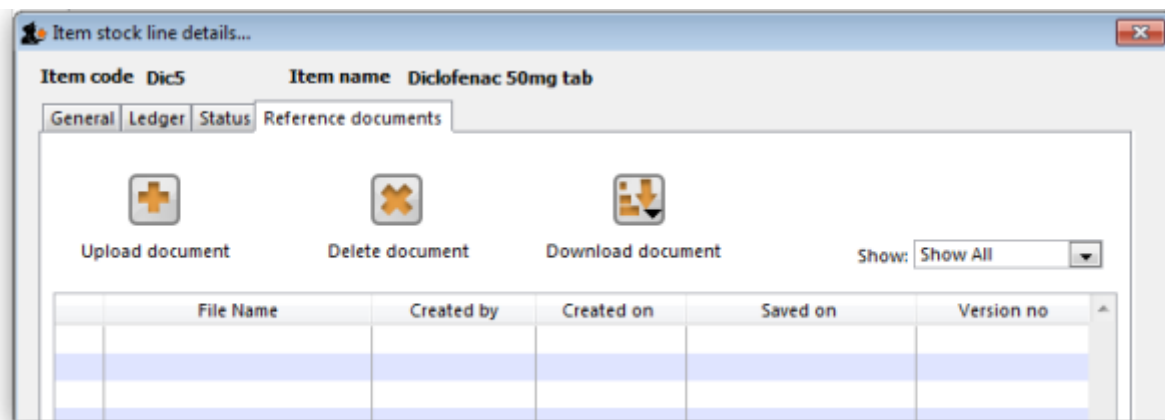 Item stock line details...
Item code Dic5 Item name Diclofenac 50mg tab
General Ledger Status Reference documents
Upload document Delete document Download document Show: Show All
File Name Created by Created on Saved on Version no